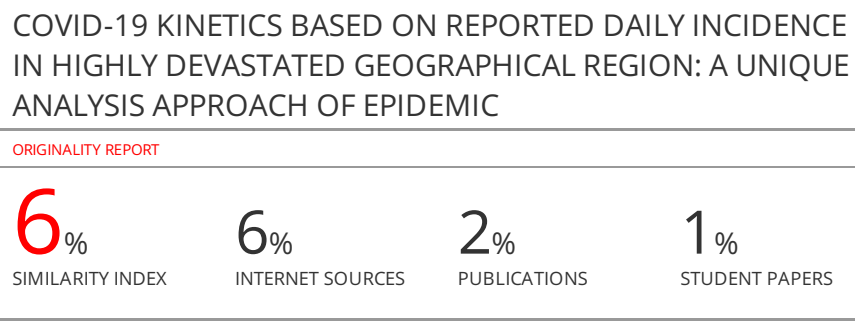 COVID-19 KINETICS BASED ON REPORTED DAILY INCIDENCE
IN HIGHLY DEVASTATED GEOGRAPHICAL REGION: A UNIQUE
ANALYSIS APPROACH OF EPIDEMIC
ORIGINALITY REPORT
6% 6% 2% 1%
SIMILARITY INDEX INTERNET SOURCES PUBLICATIONS STUDENT PAPERS